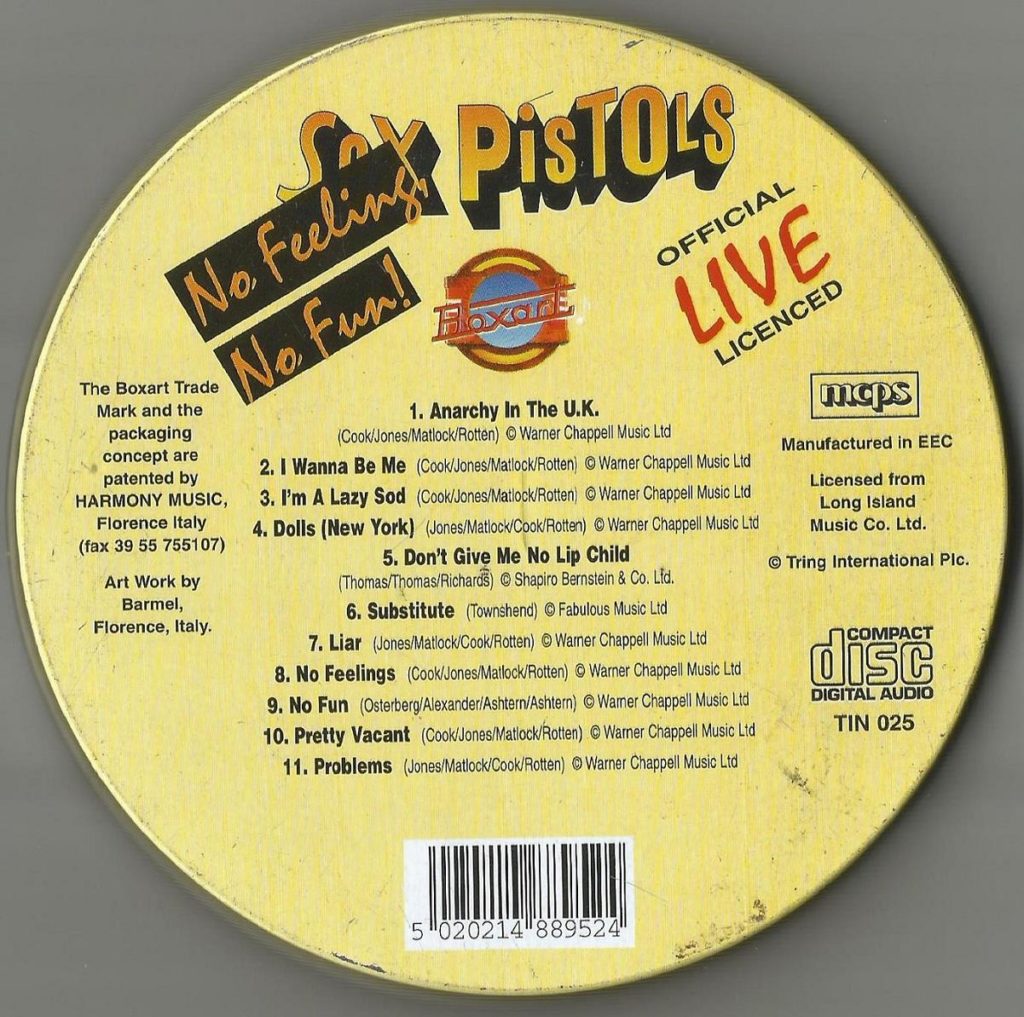 Sex PiSTOLS
No Feeling!
No Fun!
OFFICIAL
LIVE
LICENCED
Boxart
The Boxart Trade
Mark and the
packaging
concept are
patented by
HARMONY MUSIC,
Florence Italy
(fax 39 55 755107)
Art Work by
Barmel,
Florence, Italy.
1. Anarchy In The U.K.
(Cook/Jones/Matlock/Rotten) © Warner Chappell Music Ltd
2. I Wanna Be Me (Cook/Jones/Matlock/Rotten) © Warner Chappell Music Ltd
3. I'm A Lazy Sod (Cook/Jones/Matlock/Rotten) © Warner Chappell Music Ltd
4. Dolls (New York) (Jones/Matlock/Cook/Rotten) © Warner Chappell Music Ltd
5. Don't Give Me No Lip Child
(Thomas/Thomas/Richards) © Shapiro Bernstein & Co. Ltd.
6. Substitute (Townshend) © Fabulous Music Ltd
7. Liar (Jones/Matlock/Cook/Rotten) © Warner Chappell Music Ltd
8. No Feelings (Cook/Jones/Matlock/Rotten) © Warner Chappell Music Ltd
9. No Fun (Osterberg/Alexander/Ashtern/Ashtern) © Warner Chappell Music Ltd
10. Pretty Vacant (Cook/Jones/Matlock/Rotten) © Warner Chappell Music Ltd
11. Problems (Jones/Matlock/Cook/Rotten) © Warner Chappell Music Ltd
mcps
Manufactured in EEC
Licensed from
Long Island
Music Co. Ltd.
© Tring International Plc.
COMPACT
disc
DIGITAL AUDIO
TIN 025
5 020214 889524